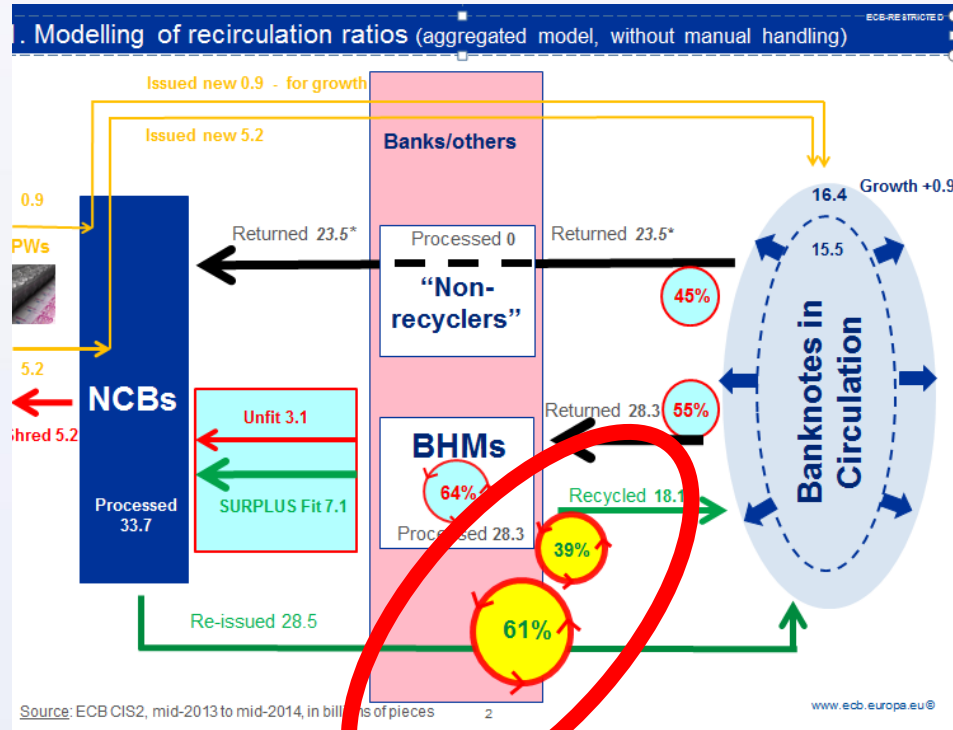 ECB-RESTRICTED
. Modelling of recirculation ratios (aggregated model, without manual handling)
Issued new 0.9 - for growth
Issued new 5.2
Banks/others
0.9
PWs
5.2
Shred 5.2
NCBs
Processed
33.7
Returned 23.5*
Processed 0
Returned 23.5*
"Non-
recyclers"
45%
16.4
Growth +0.9
15.5
Banknotes in
Circulation
Unfit 3.1
SURPLUS Fit 7.1
BHMs
64%
Processed 28.3
Returned 28.3
55%
Recycled 18.1
39%
61%
Re-issued 28.5
Source: ECB CIS2, mid-2013 to mid-2014, in billions of pieces
2
www.ecb.europa.eu©